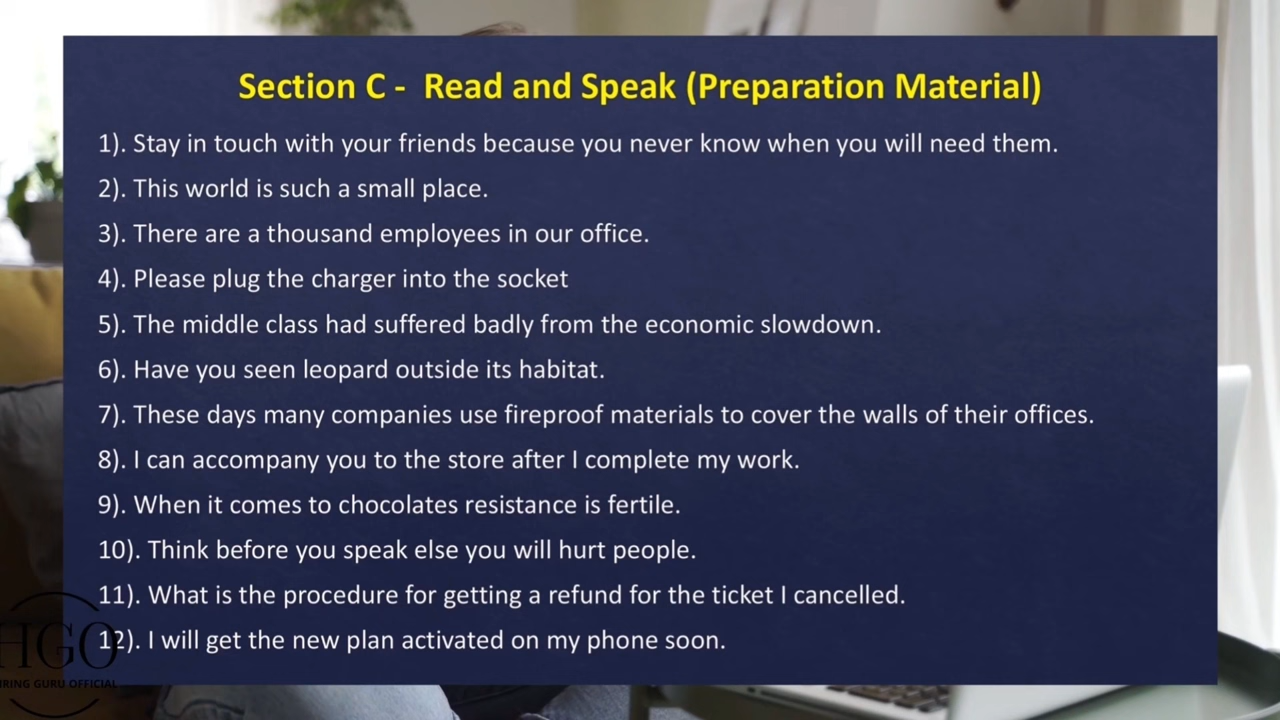 Section C - Read and Speak (Preparation Material)
1). Stay in touch with your friends because you never know when you will need them.
2). This world is such a small place.
3). There are a thousand employees in our office.
4). Please plug the charger into the socket
5). The middle class had suffered badly from the economic slowdown.
6). Have you seen leopard outside its habitat.
7). These days many companies use fireproof materials to cover the walls of their offices.
8). I can accompany you to the store after I complete my work.
9). When it comes to chocolates resistance is fertile.
10). Think before you speak else you will hurt people.
11). What is the procedure for getting a refund for the ticket I cancelled.
12). I will get the new plan activated on my phone soon.
HGO
IRING GURU OFFICIAL